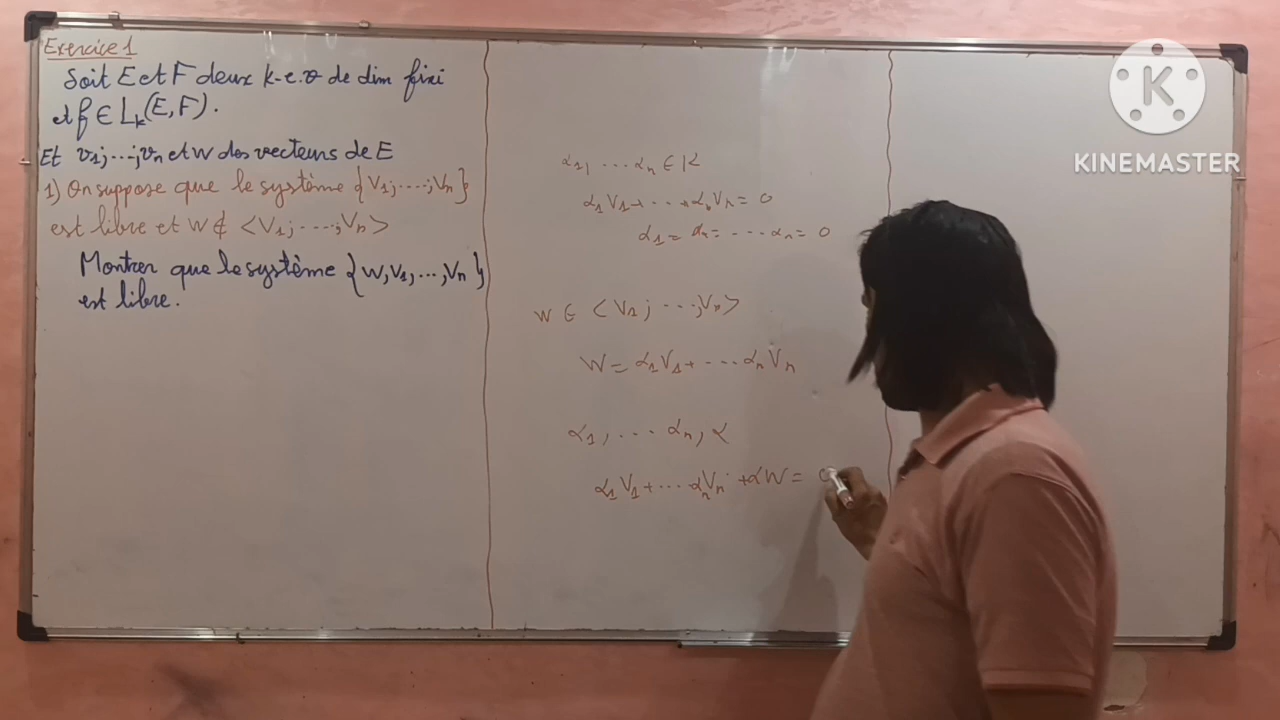 Exercice 1
Soit E et F deux k-e.v de dim fini
et f ∈ L_k(E, F).
Et v₁;...;vₙ et W des vecteurs de E
1) On suppose que le système {V₁;....;Vₙ}
est libre et W ∉ <V₁;....;Vₙ>
Montrer que le système {W,V₁,...,Vₙ}
est libre.
α₁, ... αₙ ∈ K
α₁V₁+...+αₙVₙ = 0
α₁ = αₙ = .... αₙ = 0
W ∈ <V₁; ....;Vₙ>
W = α₁V₁+ ... αₙVₙ
α₁, ... αₙ, α
α₁V₁+... αₙVₙ +αW = 0
K
KINEMASTER